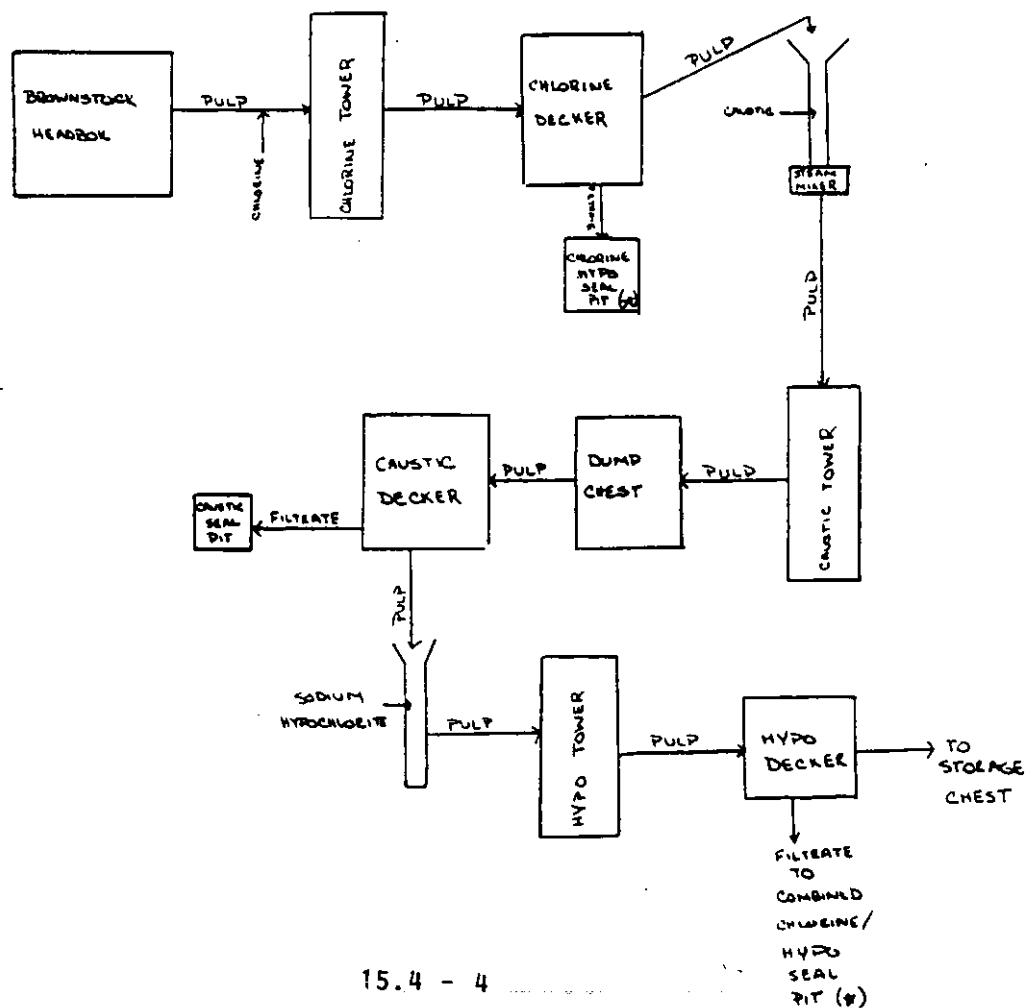 BROWNSTOCK
HEADBOX
PULP
CHLORINE
CHLORINE TOWER
PULP
CHLORINE
DECKER
CHLORINE
HYPO
SEAL
PIT (*)
PULP
CAUSTIC
STEAM
MIXER
PULP
CAUSTIC TOWER
PULP
DUMP
CHEST
PULP
CAUSTIC
DECKER
FILTRATE
CAUSTIC
SEAL
PIT
PULP
SODIUM
HYPOCHLORITE
PULP
HYPO TOWER
PULP
HYPO
DECKER
TO
STORAGE
CHEST
FILTRATE
TO
COMBINED
CHLORINE/
HYPO
SEAL
PIT (*)
15.4 - 4